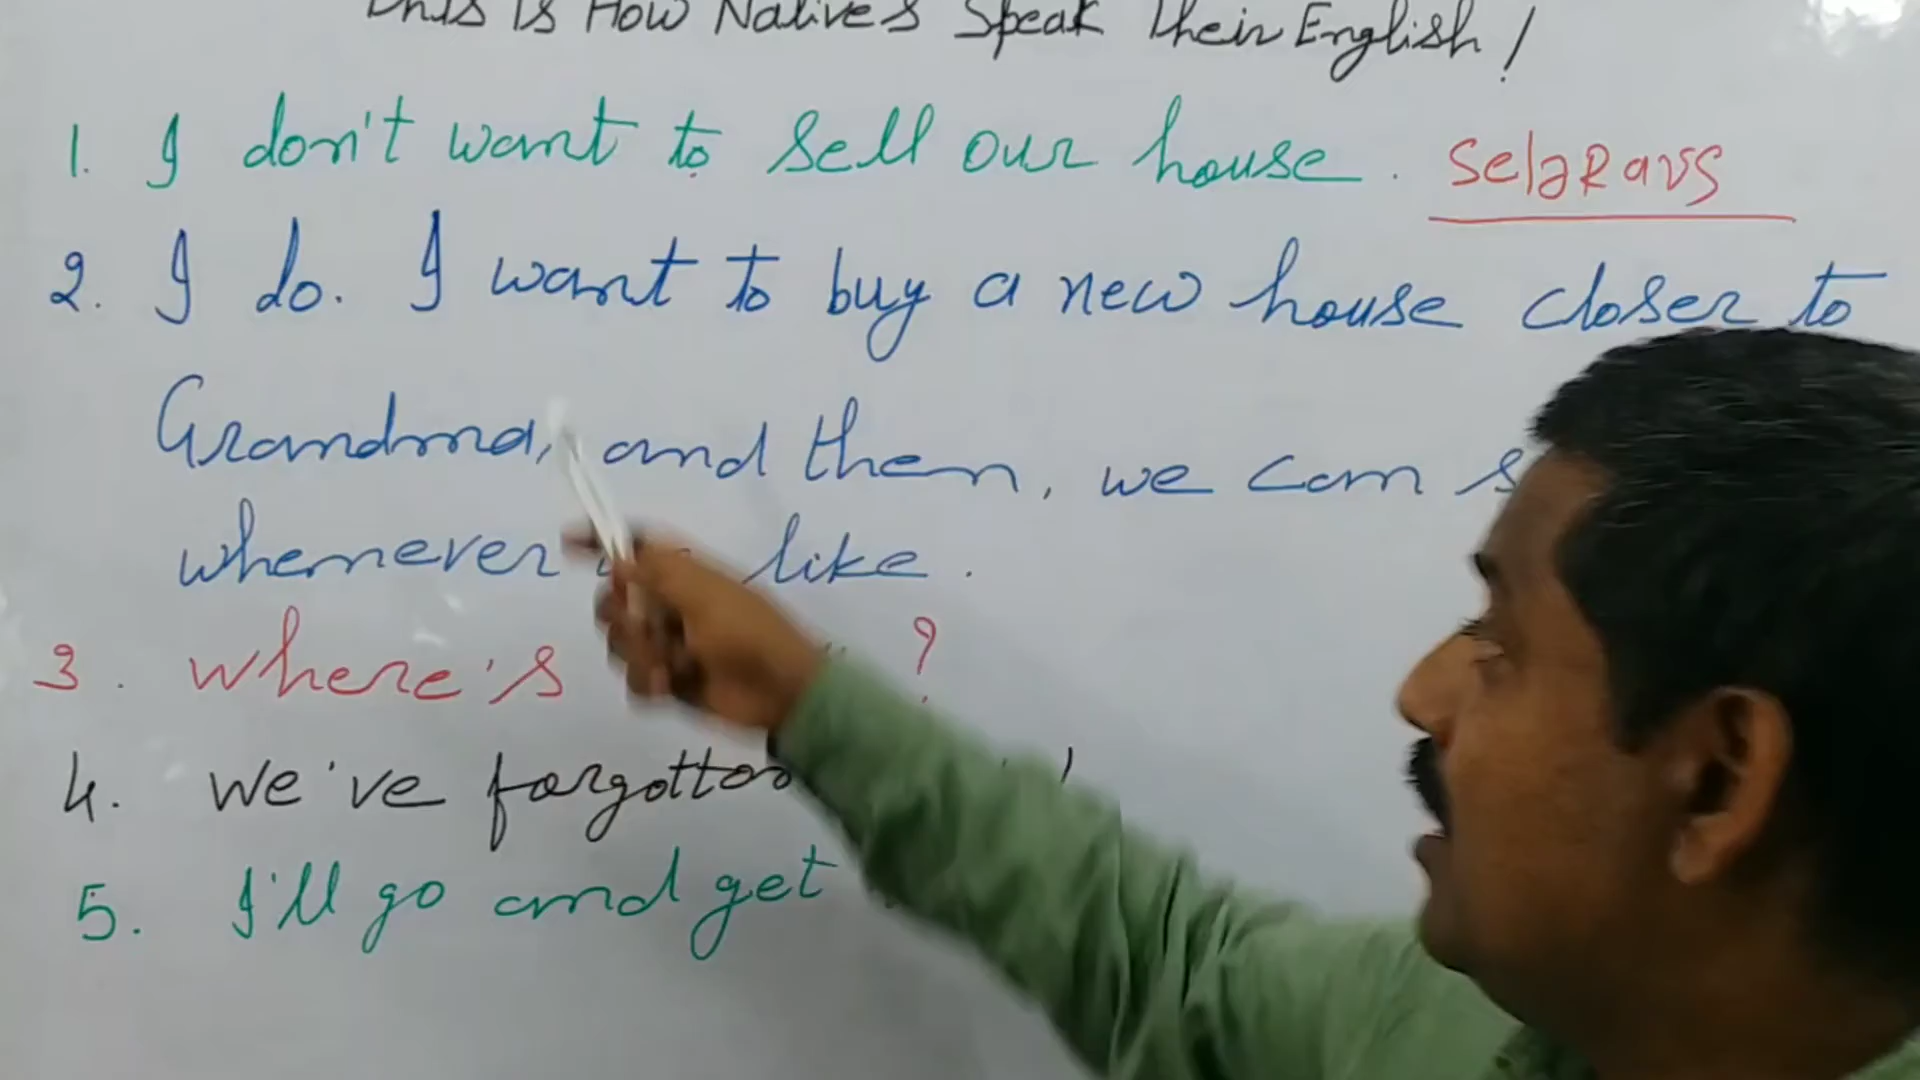 This Is How Natives Speak Their English!
1. I don't want to sell our house. SelzRavs
2. I do. I want to buy a new house closer to
Grandma, and then, we can
whenever like.
3. Where's ?
4. We've forgotten !
5. I'll go and get